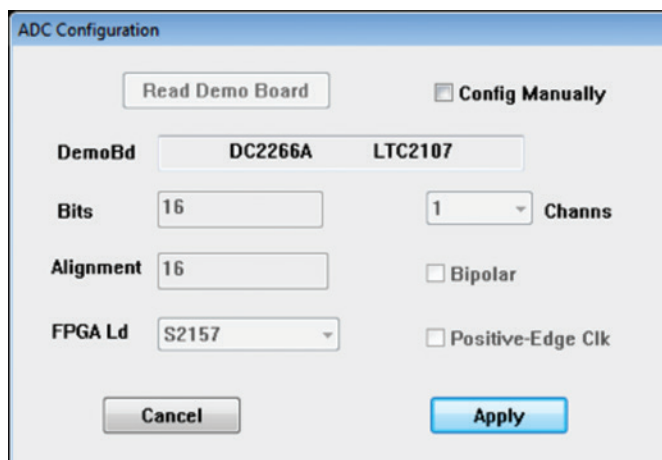 ADC Configuration
Read Demo Board Config Manually
DemoBd DC2266A LTC2107
Bits 16 1 Channs
Alignment 16 Bipolar
FPGA Ld S2157 Positive-Edge Clk
Cancel Apply